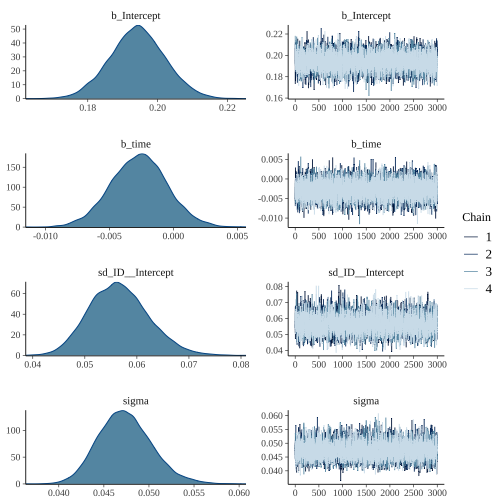 b_Intercept
50
40
30
20
10
0
0.18 0.20 0.22
b_Intercept
0.22
0.20
0.18
0.16
0 500 1000 1500 2000 2500 3000
b_time
150
100
50
0
-0.010 -0.005 0.000 0.005
b_time
0.005
0.000
-0.005
-0.010
0 500 1000 1500 2000 2500 3000
sd_ID__Intercept
60
40
20
0
0.04 0.05 0.06 0.07 0.08
sd_ID__Intercept
0.08
0.07
0.06
0.05
0.04
0 500 1000 1500 2000 2500 3000
sigma
100
50
0
0.040 0.045 0.050 0.055 0.060
sigma
0.060
0.055
0.050
0.045
0.040
0 500 1000 1500 2000 2500 3000
Chain
1
2
3
4